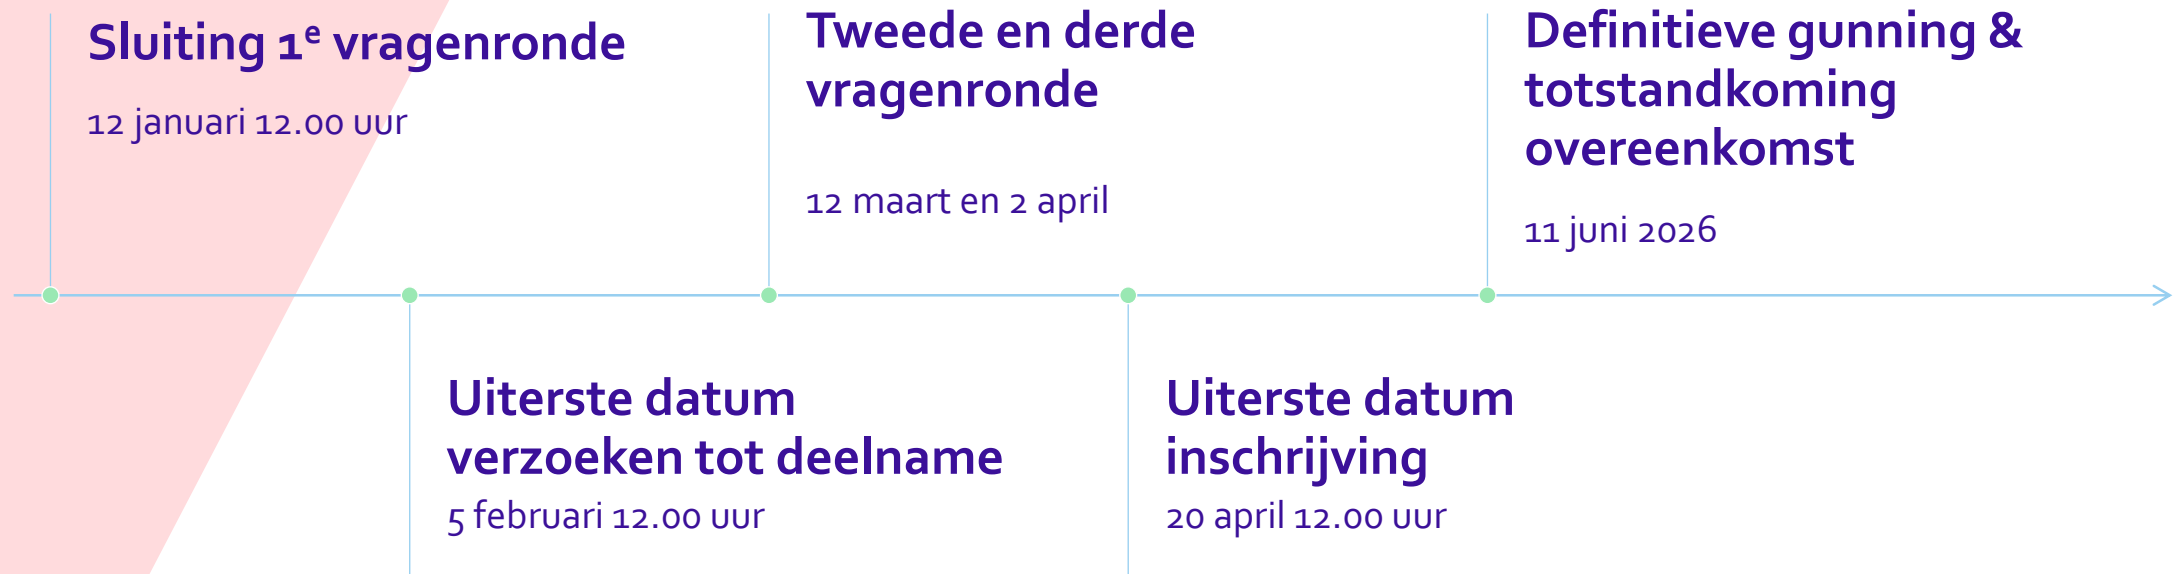 Sluiting 1e vragenronde
12 januari 12.00 uur
Uiterste datum
verzoeken tot deelname
5 februari 12.00 uur
Tweede en derde
vragenronde
12 maart en 2 april
Uiterste datum
inschrijving
20 april 12.00 uur
Definitieve gunning &
totstandkoming
overeenkomst
11 juni 2026